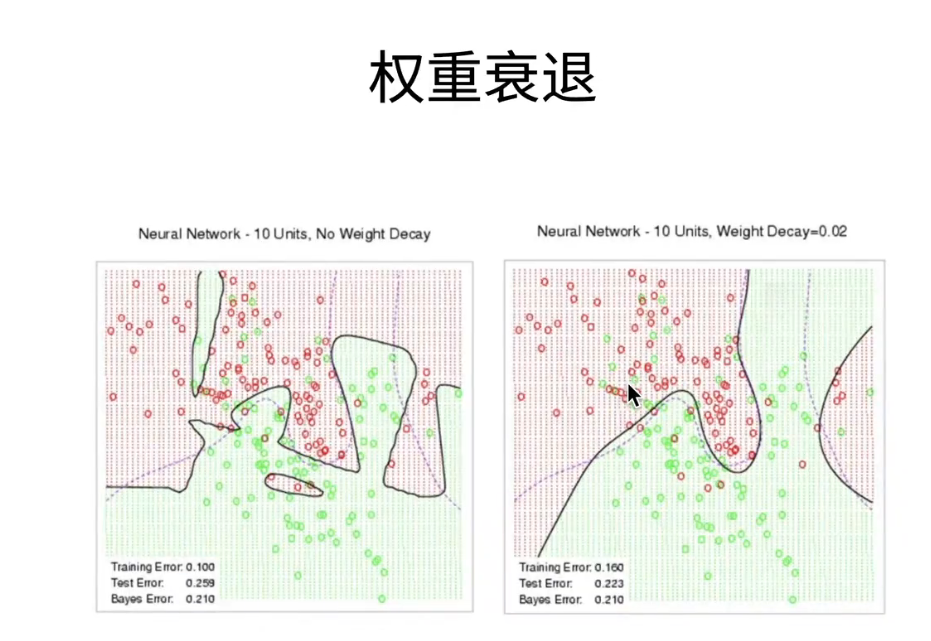 权重衰退
Neural Network - 10 Units, No Weight Decay
Neural Network - 10 Units, Weight Decay=0.02
Training Error: 0.100
Test Error: 0.259
Bayes Error: 0.210
Training Error: 0.160
Test Error: 0.223
Bayes Error: 0.210